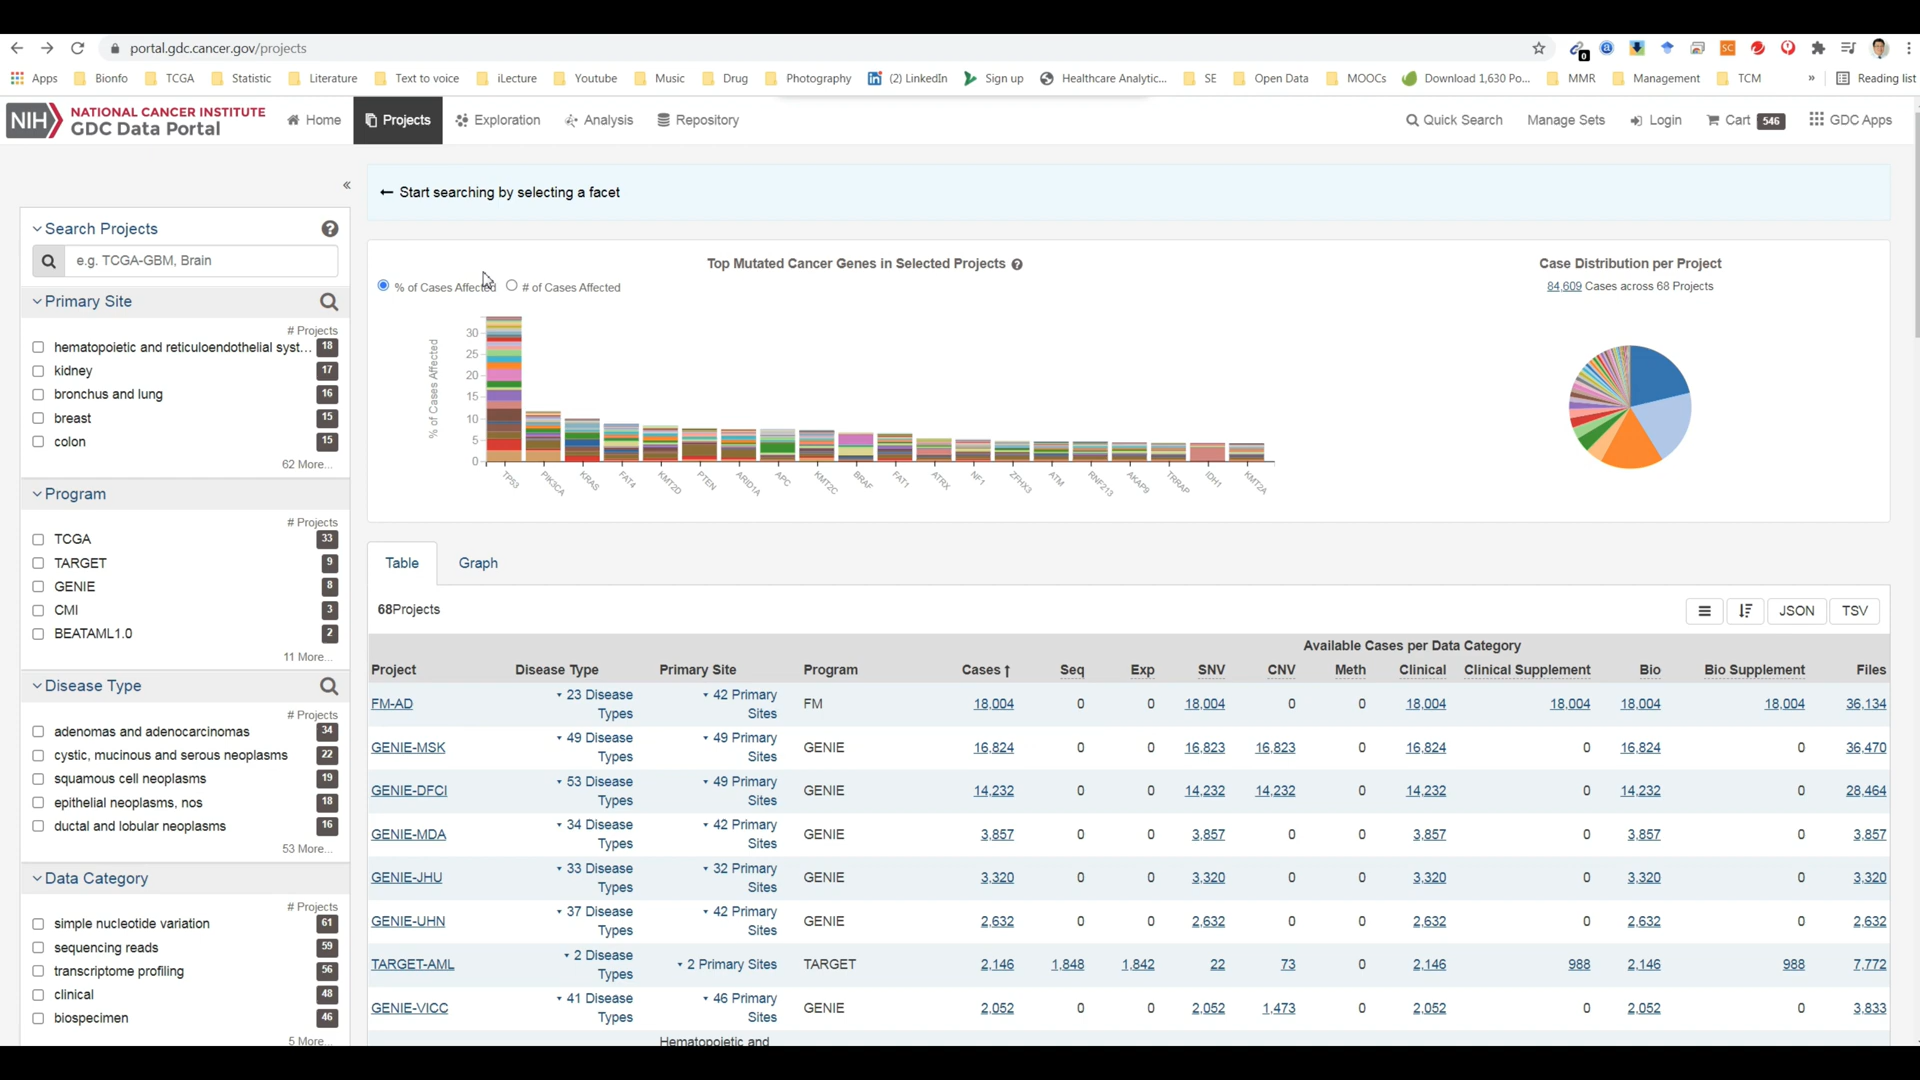 portal.gdc.cancer.gov/projects
0
Apps Bionfo TCGA Statistic Literature Text to voice iLecture Youtube Music Drug Photography (2) LinkedIn Sign up Healthcare Analytic... SE Open Data MOOCs Download 1,630 Po... MMR Management TCM » Reading list
NIH NATIONAL CANCER INSTITUTE
GDC Data Portal
Home Projects Exploration Analysis Repository Quick Search Manage Sets Login Cart 546 GDC Apps
«
Start searching by selecting a facet
Search Projects
e.g. TCGA-GBM, Brain
Primary Site
# Projects
hematopoietic and reticuloendothelial syst... 18
kidney 17
bronchus and lung 16
breast 15
colon 15
62 More...
Program
# Projects
TCGA 33
TARGET 9
GENIE 8
CMI 3
BEATAML1.0 2
11 More...
Disease Type
# Projects
adenomas and adenocarcinomas 34
cystic, mucinous and serous neoplasms 22
squamous cell neoplasms 19
epithelial neoplasms, nos 18
ductal and lobular neoplasms 16
53 More...
Data Category
# Projects
simple nucleotide variation 61
sequencing reads 59
transcriptome profiling 56
clinical 48
biospecimen 46
5 More...
Top Mutated Cancer Genes in Selected Projects
% of Cases Affected # of Cases Affected
% of Cases Affected
30
25
20
15
10
5
0
TP53 PIK3CA KRAS FAT4 KMT2D PTEN ARID1A APC KMT2C BRAF FAT1 ATRX NF1 ZFHX3 ATM RNF213 AKAP9 TRRAP IDH1 KMT2A
Case Distribution per Project
84,609 Cases across 68 Projects
Table Graph
68Projects
JSON TSV
Available Cases per Data Category
Project Disease Type Primary Site Program Cases Seq Exp SNV CNV Meth Clinical Clinical Supplement Bio Bio Supplement Files
FM-AD 23 Disease Types 42 Primary Sites FM 18,004 0 0 18,004 0 0 18,004 18,004 18,004 18,004 36,134
GENIE-MSK 49 Disease Types 49 Primary Sites GENIE 16,824 0 0 16,823 16,823 0 16,824 0 16,824 0 36,470
GENIE-DFCI 53 Disease Types 49 Primary Sites GENIE 14,232 0 0 14,232 14,232 0 14,232 0 14,232 0 28,464
GENIE-MDA 34 Disease Types 42 Primary Sites GENIE 3,857 0 0 3,857 0 0 3,857 0 3,857 0 3,857
GENIE-JHU 33 Disease Types 32 Primary Sites GENIE 3,320 0 0 3,320 0 0 3,320 0 3,320 0 3,320
GENIE-UHN 37 Disease Types 42 Primary Sites GENIE 2,632 0 0 2,632 0 0 2,632 0 2,632 0 2,632
TARGET-AML 2 Disease Types 2 Primary Sites TARGET 2,146 1,848 1,842 22 73 0 2,146 988 2,146 988 7,772
GENIE-VICC 41 Disease Types 46 Primary Sites GENIE 2,052 0 0 2,052 1,473 0 2,052 0 2,052 0 3,833
Hematopoietic and